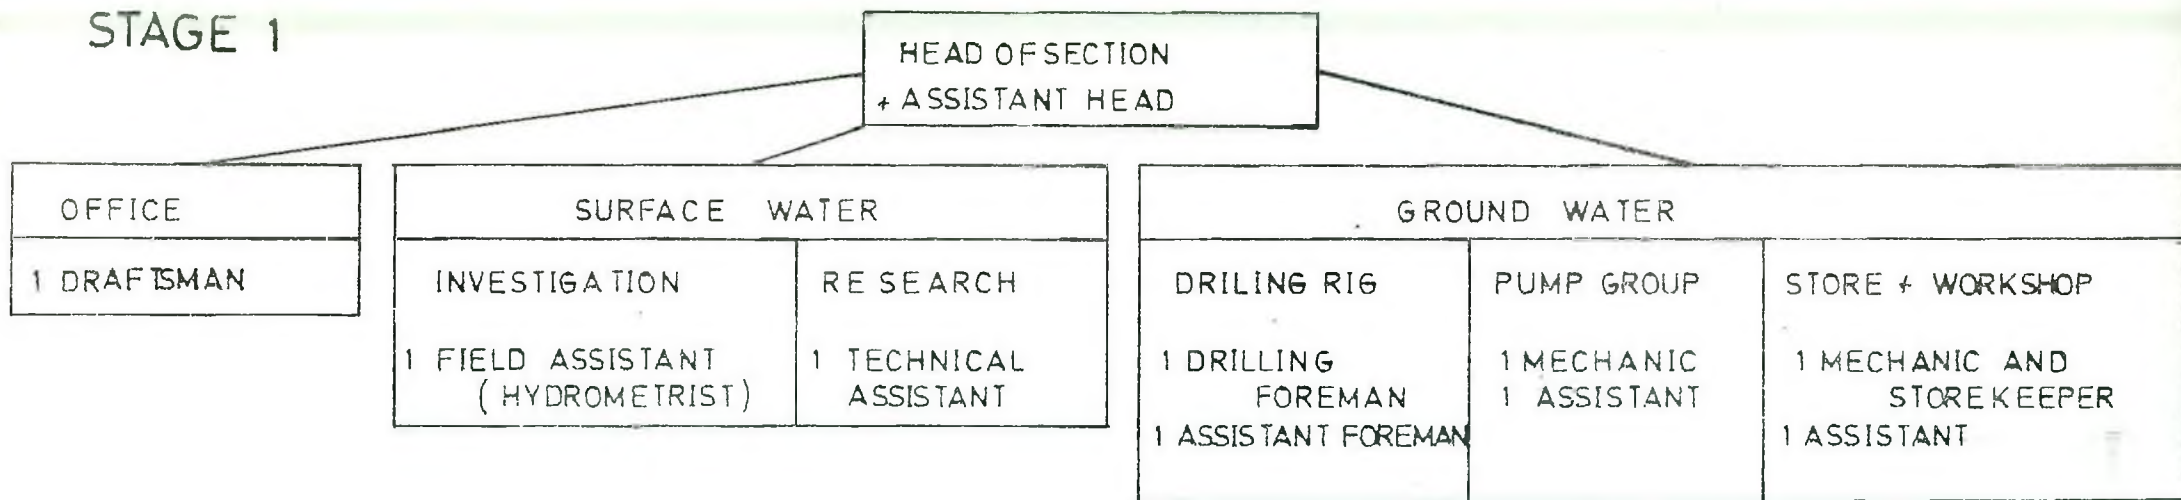 STAGE 1
HEAD OF SECTION
+ ASSISTANT HEAD
OFFICE
1 DRAFTSMAN
SURFACE WATER
INVESTIGATION
1 FIELD ASSISTANT
(HYDROMETRIST)
RESEARCH
1 TECHNICAL
ASSISTANT
GROUND WATER
DRILING RIG
1 DRILLING
FOREMAN
1 ASSISTANT FOREMAN
PUMP GROUP
1 MECHANIC
1 ASSISTANT
STORE + WORKSHOP
1 MECHANIC AND
STOREKEEPER
1 ASSISTANT